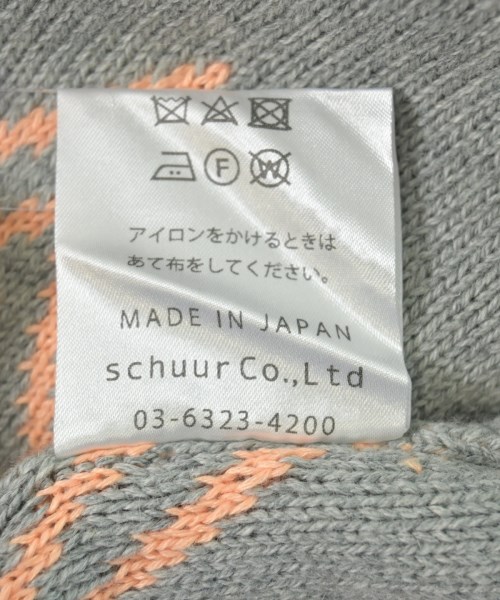 F W
アイロンをかけるときは
あて布をしてください。
MADE IN JAPAN
schuur Co.,Ltd
03-6323-4200